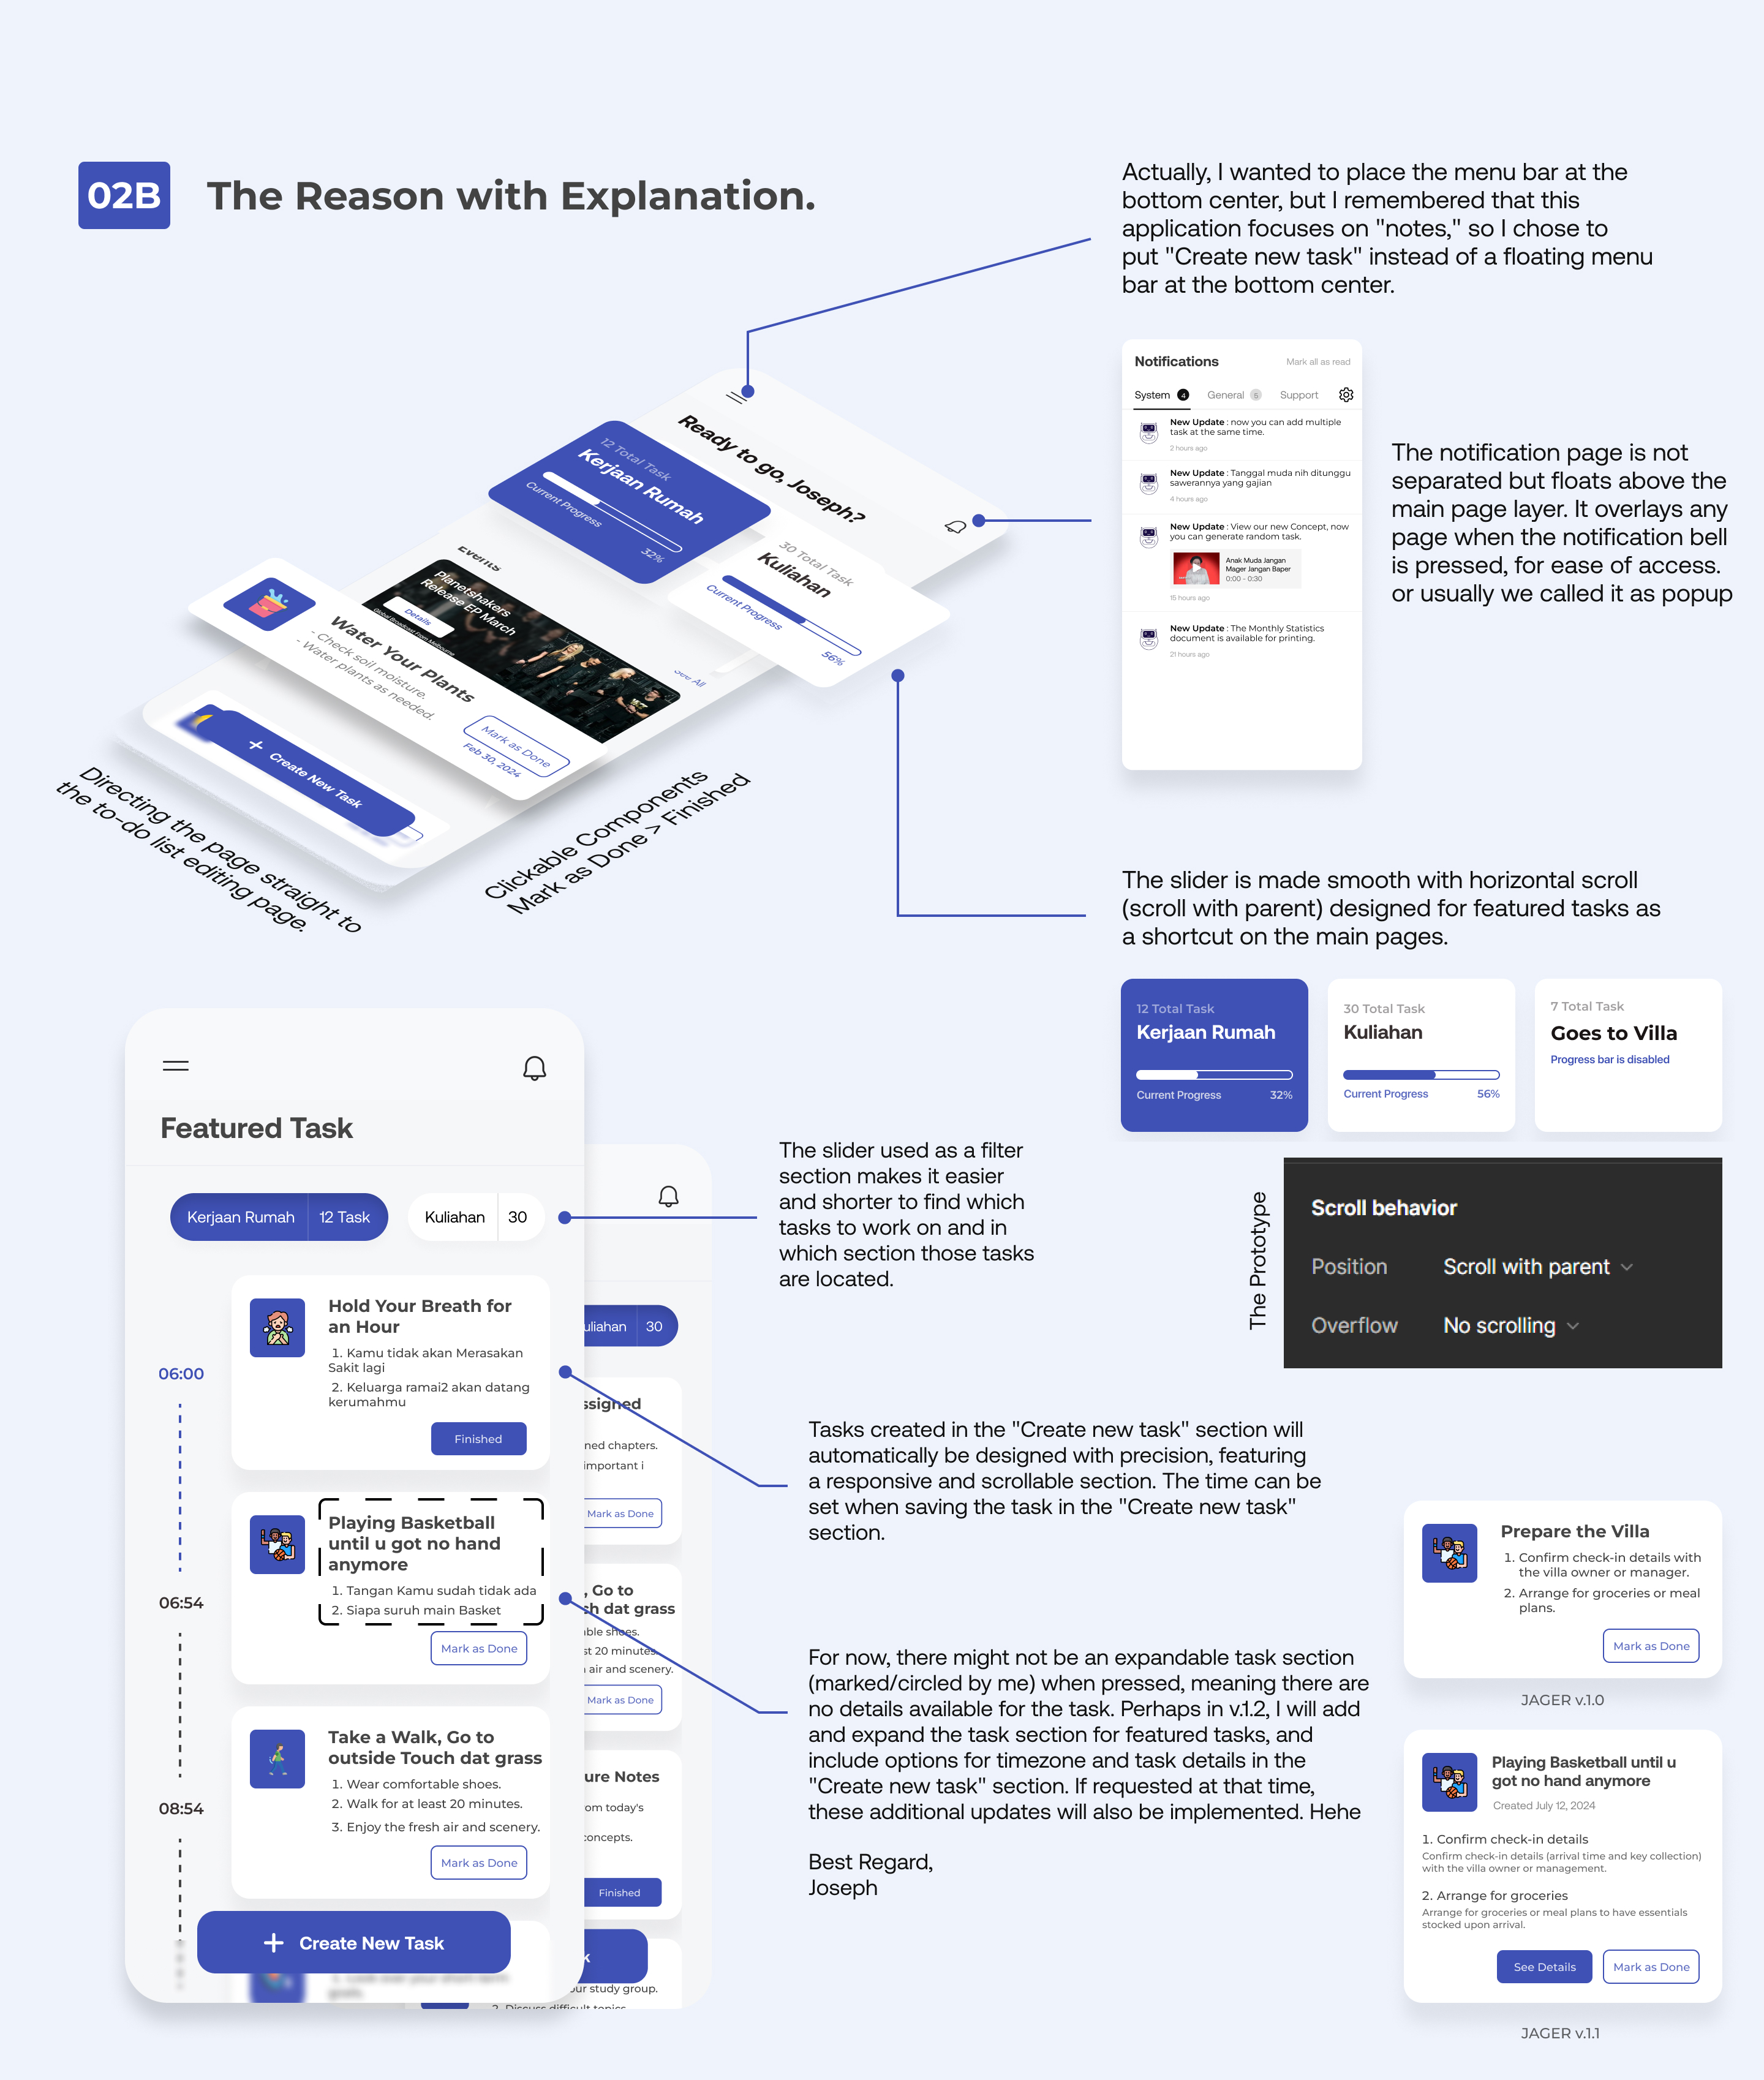 02B
The Reason with Explanation.
Actually, I wanted to place the menu bar at the
bottom center, but I remembered that this
application focuses on "notes," so I chose to
put "Create new task" instead of a floating menu
bar at the bottom center.
Ready to go, Joseph?
12 Total Task
Kerjaan Rumah
Current Progress
32%
30 Total Task
Kuliahan
Current Progress
56%
Events
See All
Planetshakers
Release EP March
Details
Global Broadcast From Melbourne
Water Your Plants
- Check soil moisture.
- Water plants as needed.
Mark as Done
Feb 30, 2024
+ Create New Task
Directing the page straight to
the to-do list editing page.
Clickable Components
Mark as Done > Finished
Notifications
Mark all as read
System 4 General 5 Support
New Update : now you can add multiple
task at the same time.
2 hours ago
New Update : Tanggal muda nih ditunggu
sawerannya yang gajian
4 hours ago
New Update : View our new Concept, now
you can generate random task.
Anak Muda Jangan
Mager Jangan Baper
0:00 - 0:30
15 hours ago
New Update : The Monthly Statistics
document is available for printing.
21 hours ago
The notification page is not
separated but floats above the
main page layer. It overlays any
page when the notification bell
is pressed, for ease of access.
or usually we called it as popup
The slider is made smooth with horizontal scroll
(scroll with parent) designed for featured tasks as
a shortcut on the main pages.
12 Total Task
Kerjaan Rumah
Current Progress 32%
30 Total Task
Kuliahan
Current Progress 56%
7 Total Task
Goes to Villa
Progress bar is disabled
The Prototype
Scroll behavior
Position Scroll with parent
Overflow No scrolling
Featured Task
Kerjaan Rumah 12 Task
Kuliahan 30
06:00
Hold Your Breath for
an Hour
1. Kamu tidak akan Merasakan
Sakit lagi
2. Keluarga ramai2 akan datang
kerumahmu
Finished
06:54
Playing Basketball
until u got no hand
anymore
1. Tangan Kamu sudah tidak ada
2. Siapa suruh main Basket
Mark as Done
08:54
Take a Walk, Go to
outside Touch dat grass
1. Wear comfortable shoes.
2. Walk for at least 20 minutes.
3. Enjoy the fresh air and scenery.
Mark as Done
+ Create New Task
uliahan 30
ssigned
ned chapters.
important i
Mark as Done
, Go to
sh dat grass
ble shoes.
st 20 minutes.
air and scenery.
Mark as Done
ure Notes
om today's
concepts.
Finished
k
our study group.
2. Discuss difficult topics
The slider used as a filter
section makes it easier
and shorter to find which
tasks to work on and in
which section those tasks
are located.
Tasks created in the "Create new task" section will
automatically be designed with precision, featuring
a responsive and scrollable section. The time can be
set when saving the task in the "Create new task"
section.
For now, there might not be an expandable task section
(marked/circled by me) when pressed, meaning there are
no details available for the task. Perhaps in v.1.2, I will add
and expand the task section for featured tasks, and
include options for timezone and task details in the
"Create new task" section. If requested at that time,
these additional updates will also be implemented. Hehe
Best Regard,
Joseph
Prepare the Villa
1. Confirm check-in details with
the villa owner or manager.
2. Arrange for groceries or meal
plans.
Mark as Done
JAGER v.1.0
Playing Basketball until u
got no hand anymore
Created July 12, 2024
1. Confirm check-in details
Confirm check-in details (arrival time and key collection)
with the villa owner or management.
2. Arrange for groceries
Arrange for groceries or meal plans to have essentials
stocked upon arrival.
See Details
Mark as Done
JAGER v.1.1